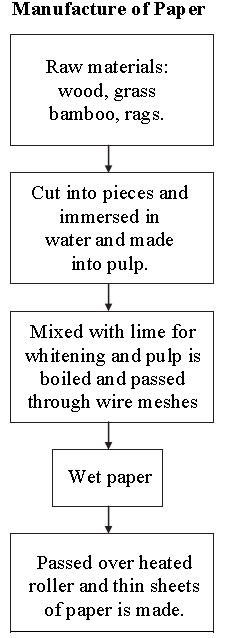 Manufacture of Paper
Raw materials:
wood, grass
bamboo, rags.
Cut into pieces and
immersed in
water and made
into pulp.
Mixed with lime for
whitening and pulp is
boiled and passed
through wire meshes
Wet paper
Passed over heated
roller and thin sheets
of paper is made.